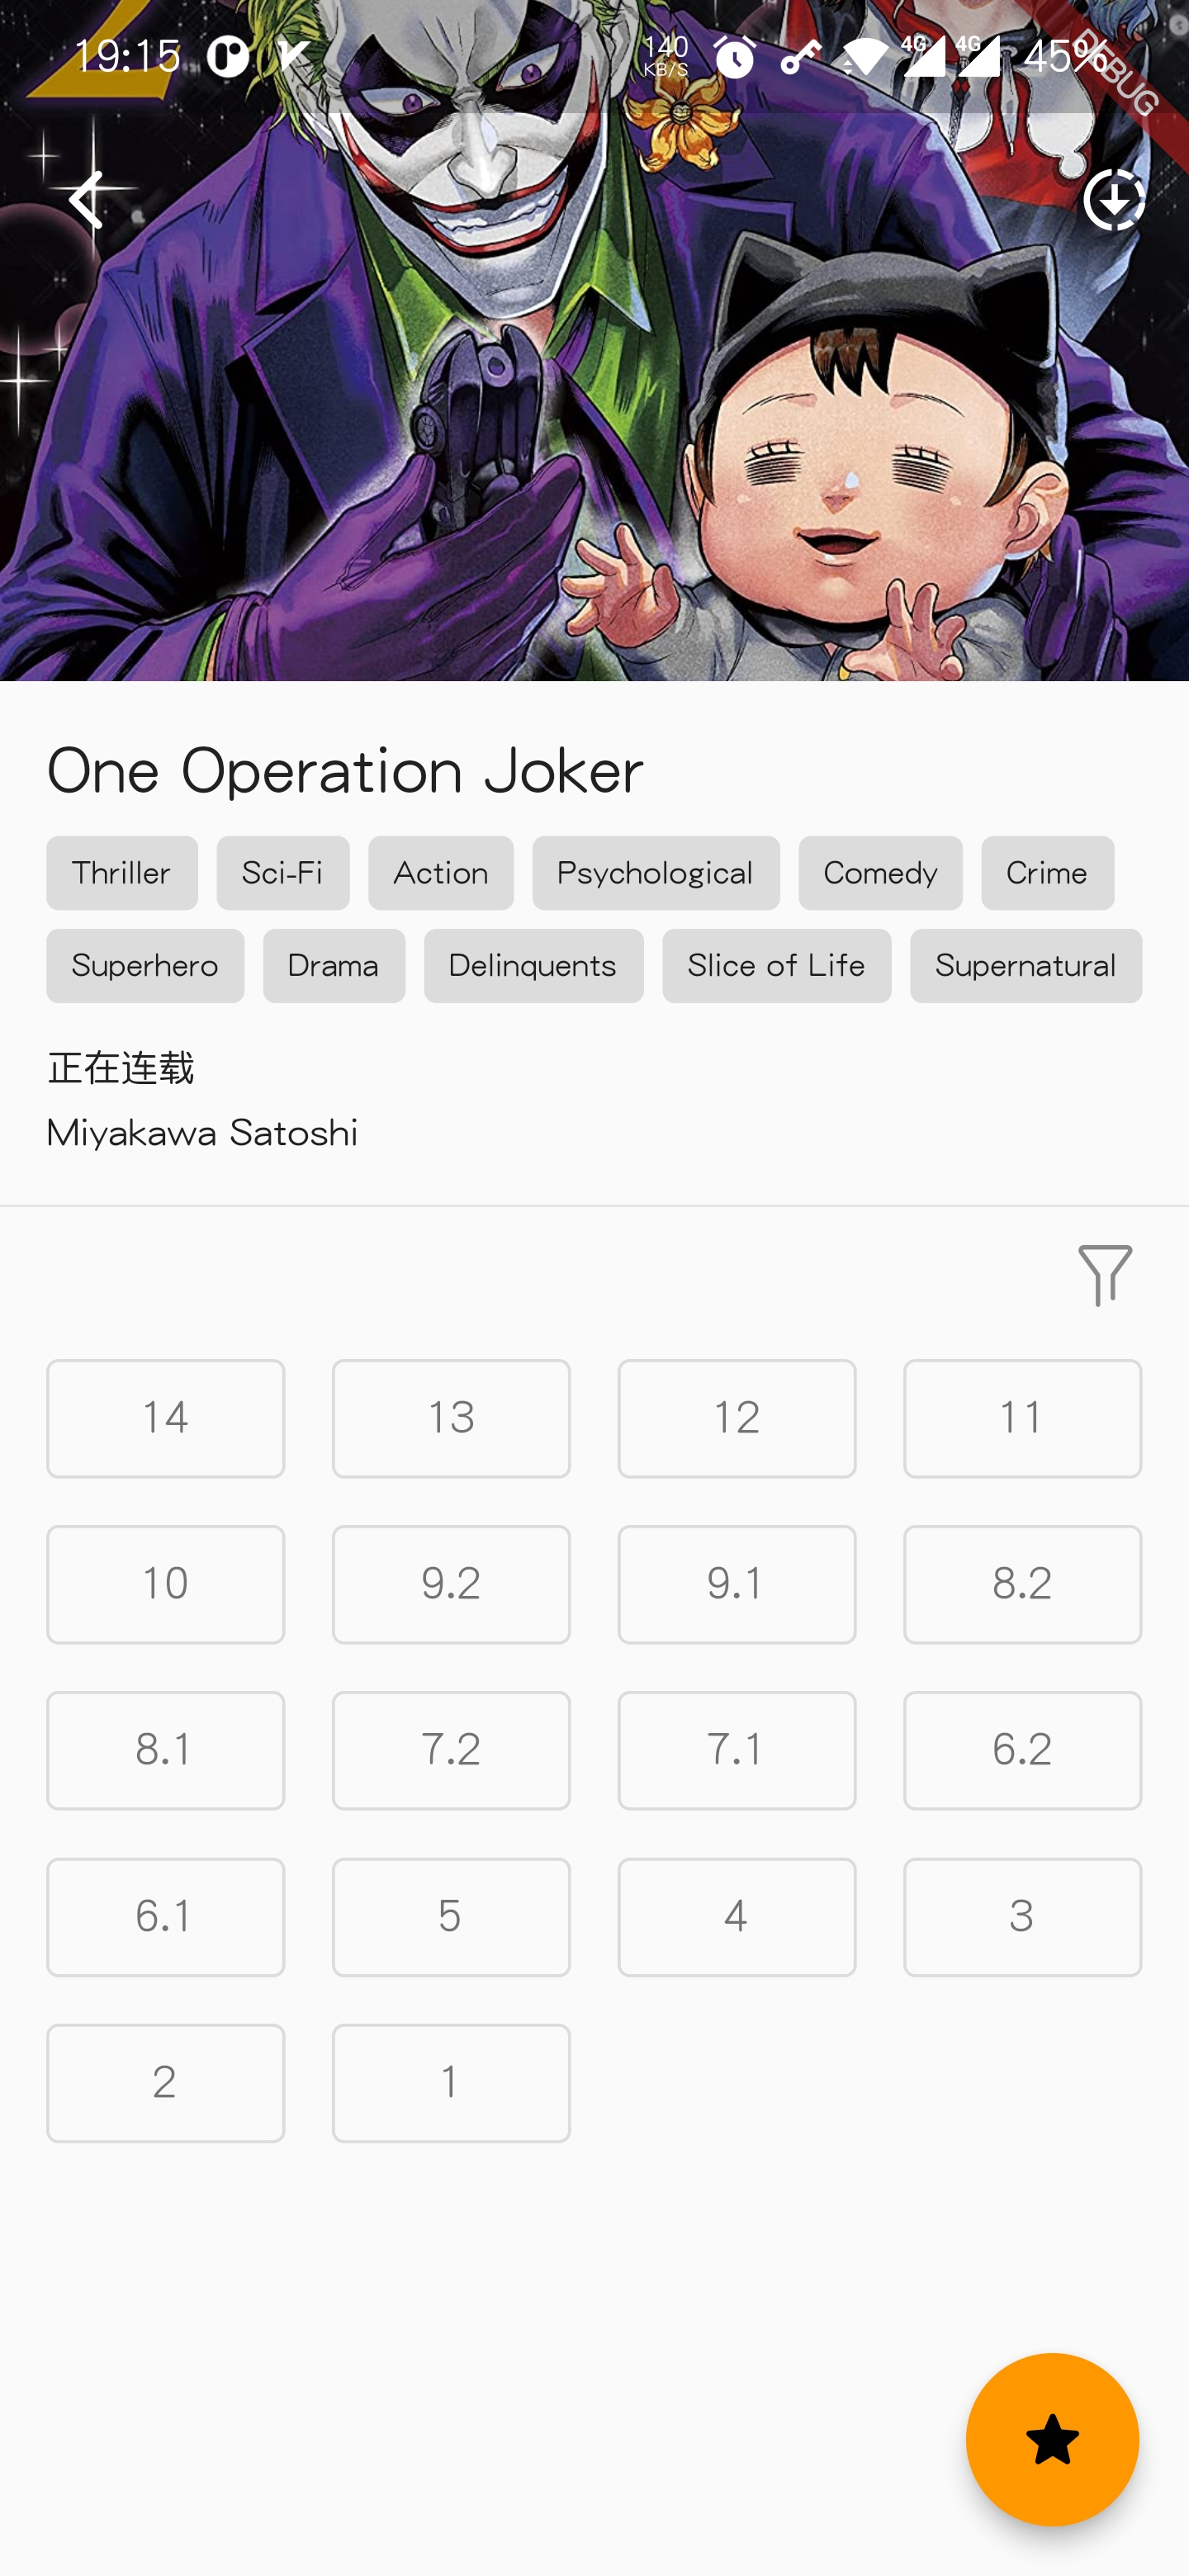 19:15 140 KB/S 4G 4G 45% DEBUG
One Operation Joker
Thriller Sci-Fi Action Psychological Comedy Crime
Superhero Drama Delinquents Slice of Life Supernatural
正在连载
Miyakawa Satoshi
14 13 12 11
10 9.2 9.1 8.2
8.1 7.2 7.1 6.2
6.1 5 4 3
2 1